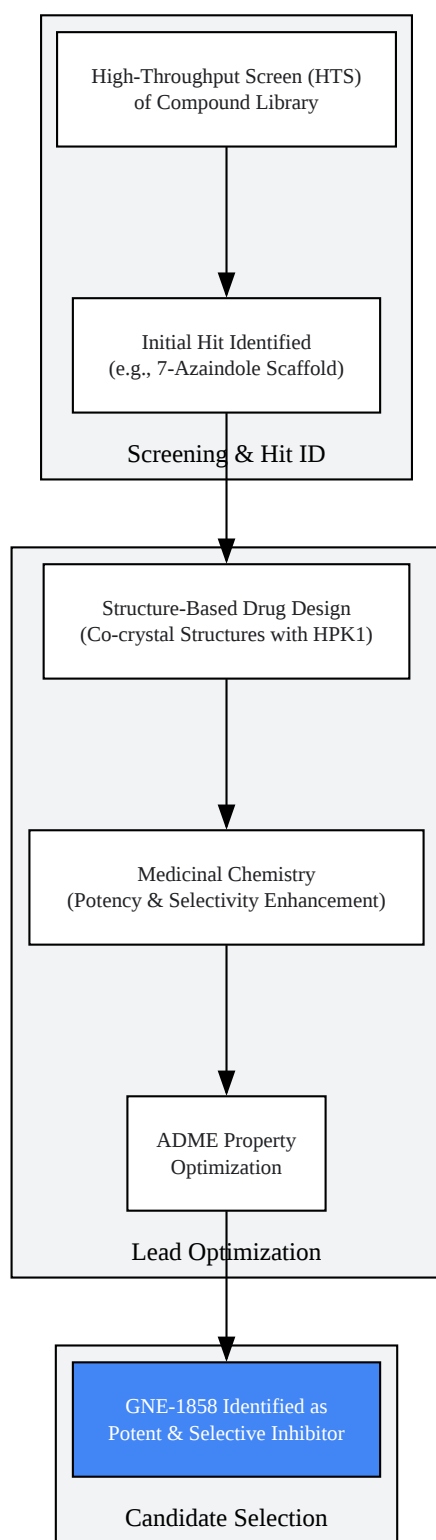 High-Throughput Screen (HTS)
of Compound Library
Initial Hit Identified
(e.g., 7-Azaindole Scaffold)
Screening & Hit ID
Structure-Based Drug Design
(Co-crystal Structures with HPK1)
Medicinal Chemistry
(Potency & Selectivity Enhancement)
ADME Property
Optimization
Lead Optimization
GNE-1858 Identified as
Potent & Selective Inhibitor
Candidate Selection